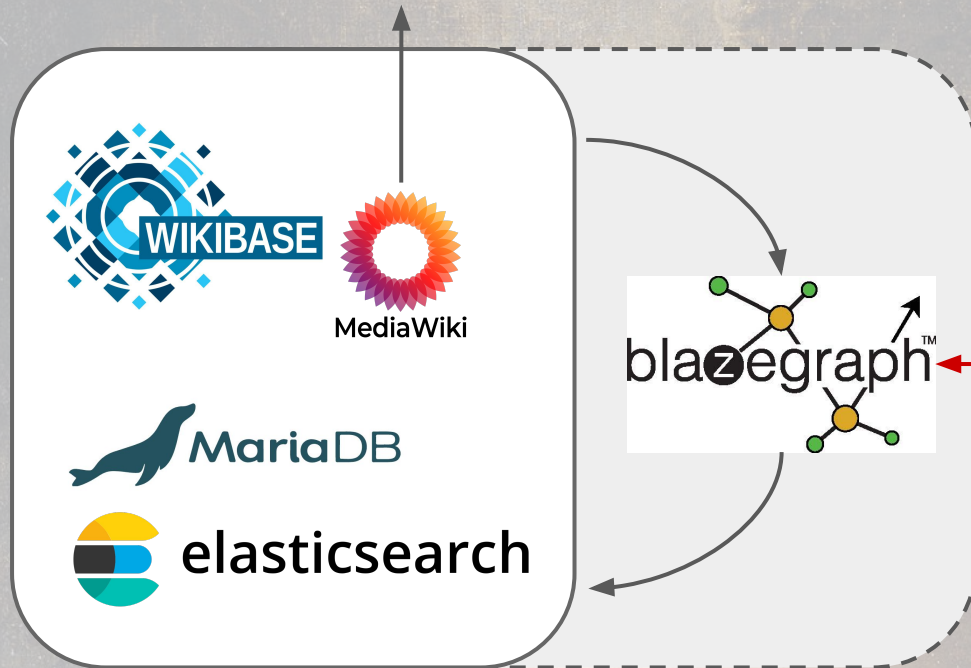 WIKIBASE
MediaWiki
blazegraph™
MariaDB
elasticsearch